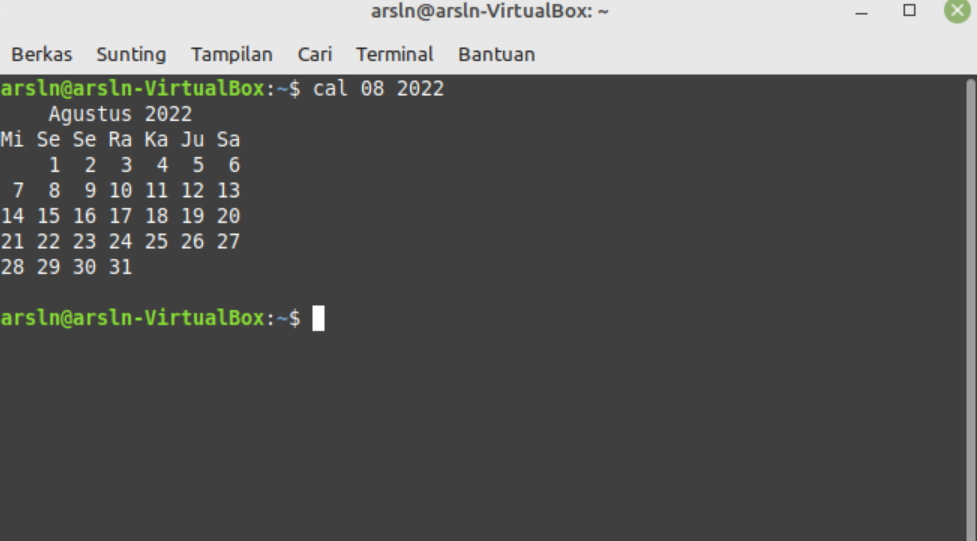 arsln@arsln-VirtualBox: ~
Berkas Sunting Tampilan Cari Terminal Bantuan
arsln@arsln-VirtualBox:~$ cal 08 2022
    Agustus 2022
Mi Se Se Ra Ka Ju Sa
    1  2  3  4  5  6
 7  8  9 10 11 12 13
14 15 16 17 18 19 20
21 22 23 24 25 26 27
28 29 30 31
arsln@arsln-VirtualBox:~$